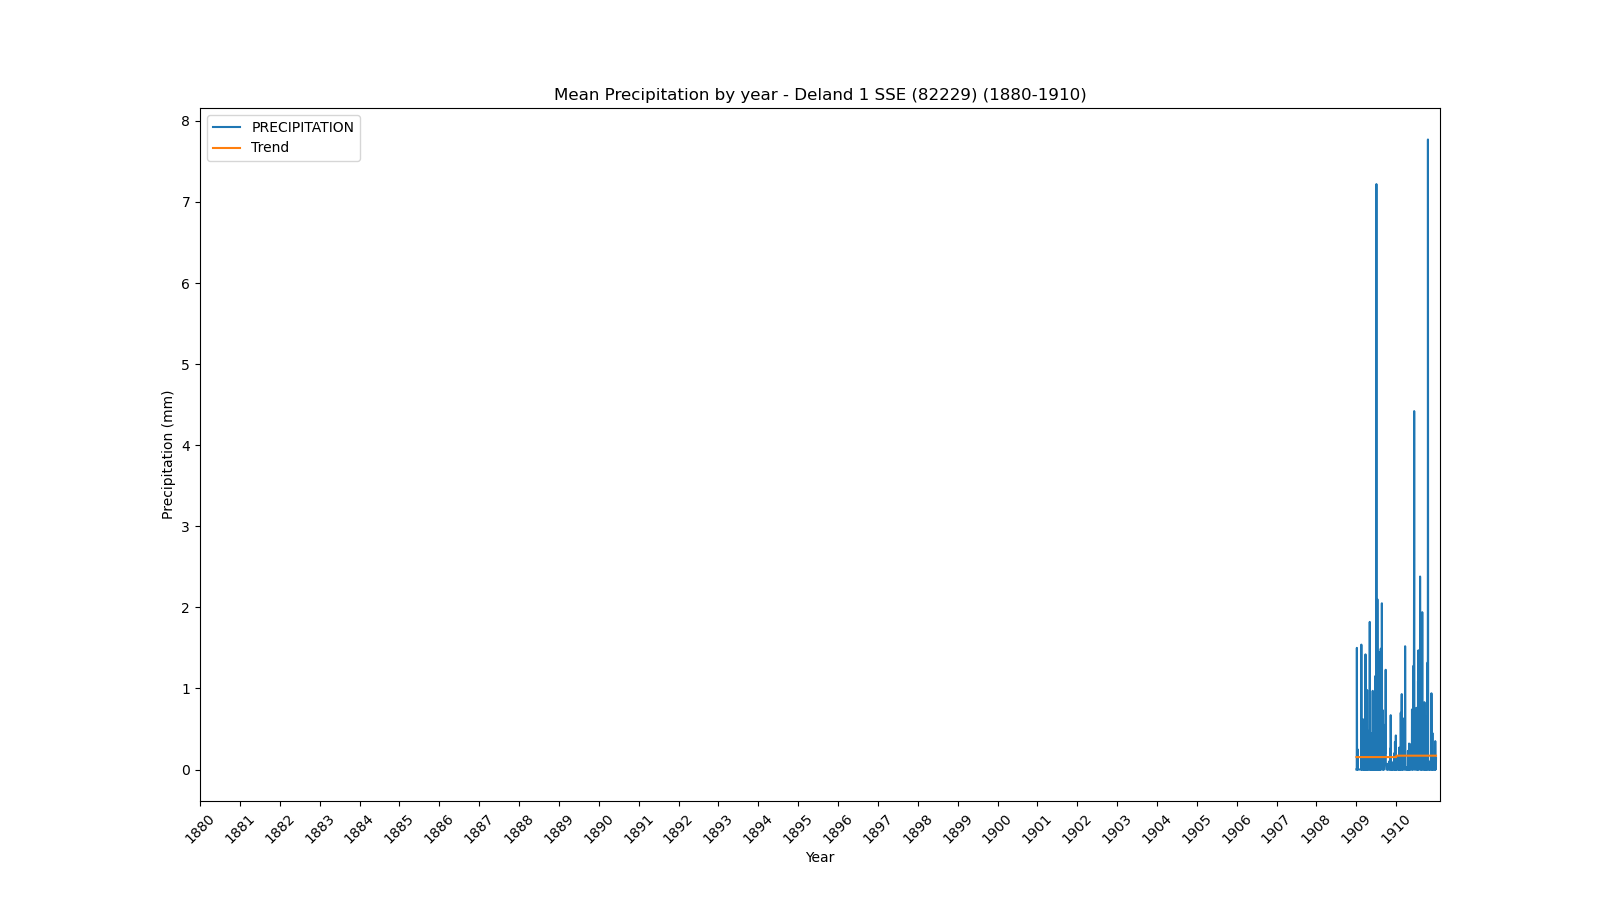 Mean Precipitation by year - Deland 1 SSE (82229) (1880-1910)
PRECIPITATION
Trend
8
7
6
5
4
3
2
1
0
Precipitation (mm)
1880 1881 1882 1883 1884 1885 1886 1887 1888 1889 1890 1891 1892 1893 1894 1895 1896 1897 1898 1899 1900 1901 1902 1903 1904 1905 1906 1907 1908 1909 1910
Year